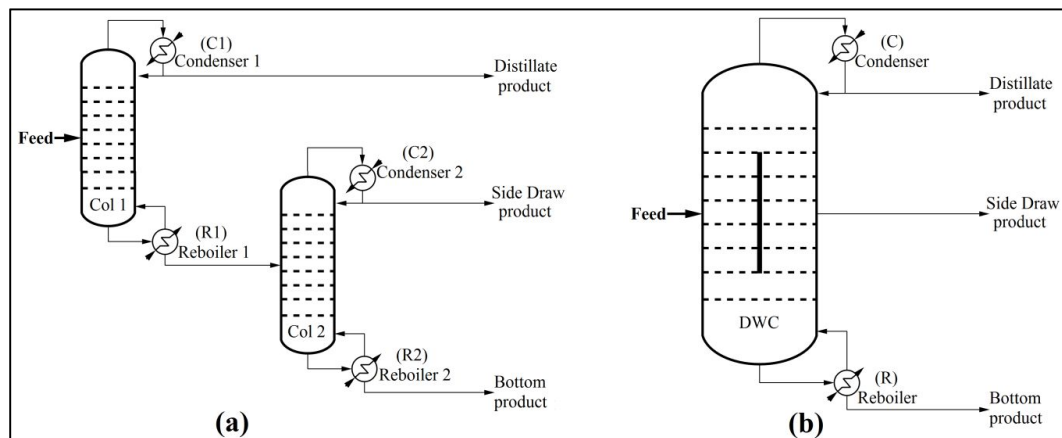 (C1)
Condenser 1
Distillate
product
Feed
Col 1
(R1)
Reboiler 1
(C2)
Condenser 2
Side Draw
product
Col 2
(R2)
Reboiler 2
Bottom
product
(a)
(C)
Condenser
Distillate
product
Feed
Side Draw
product
DWC
(R)
Reboiler
Bottom
product
(b)